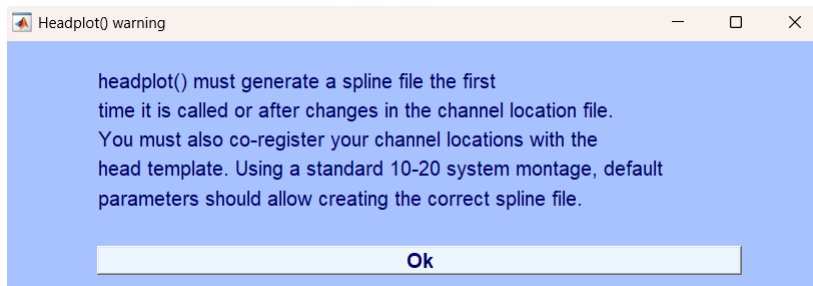 Headplot() warning
headplot() must generate a spline file the first
time it is called or after changes in the channel location file.
You must also co-register your channel locations with the
head template. Using a standard 10-20 system montage, default
parameters should allow creating the correct spline file.
Ok